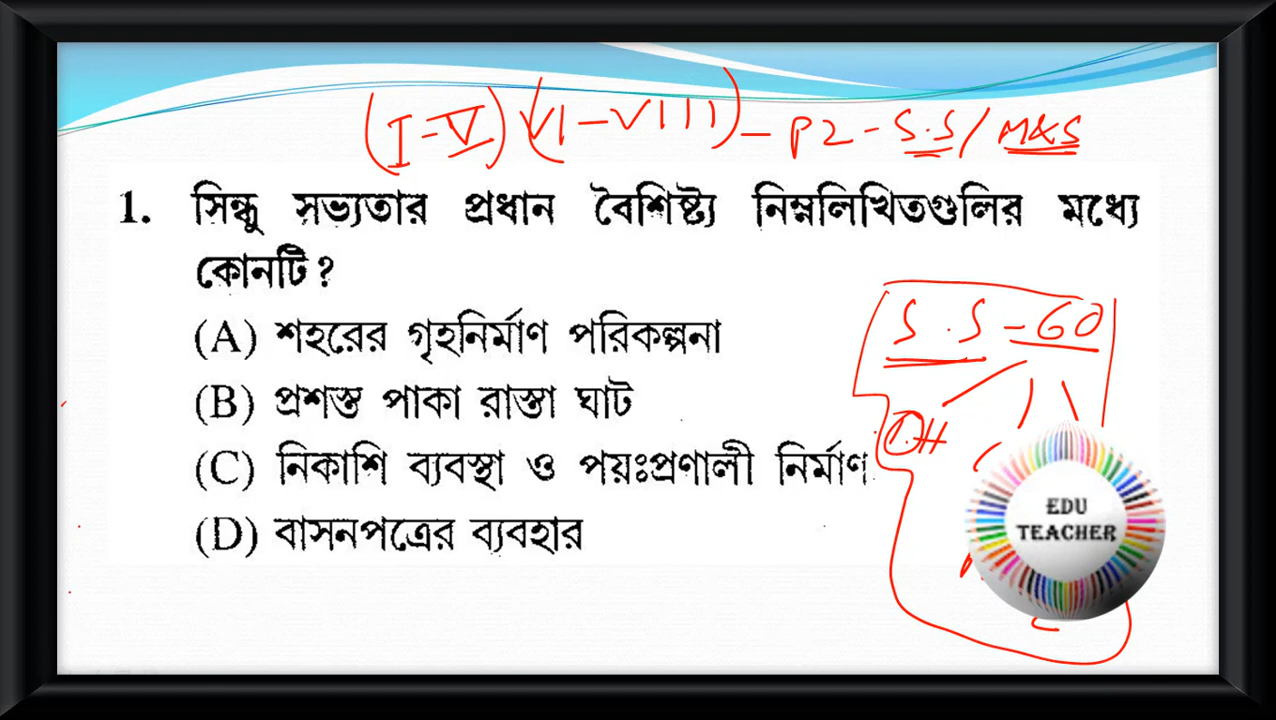 (I-V) (VI-VIII) - P2 - S.S / M&S
1. সিন্ধু সভ্যতার প্রধান বৈশিষ্ট্য নিম্নলিখিতগুলির মধ্যে
কোনটি?
(A) শহরের গৃহনির্মাণ পরিকল্পনা
S.S - 60
(B) প্রশস্ত পাকা রাস্তা ঘাট
(C) নিকাশি ব্যবস্থা ও পয়ঃপ্রণালী নির্মাণ
(D) বাসনপত্রের ব্যবহার
EDU
TEACHER